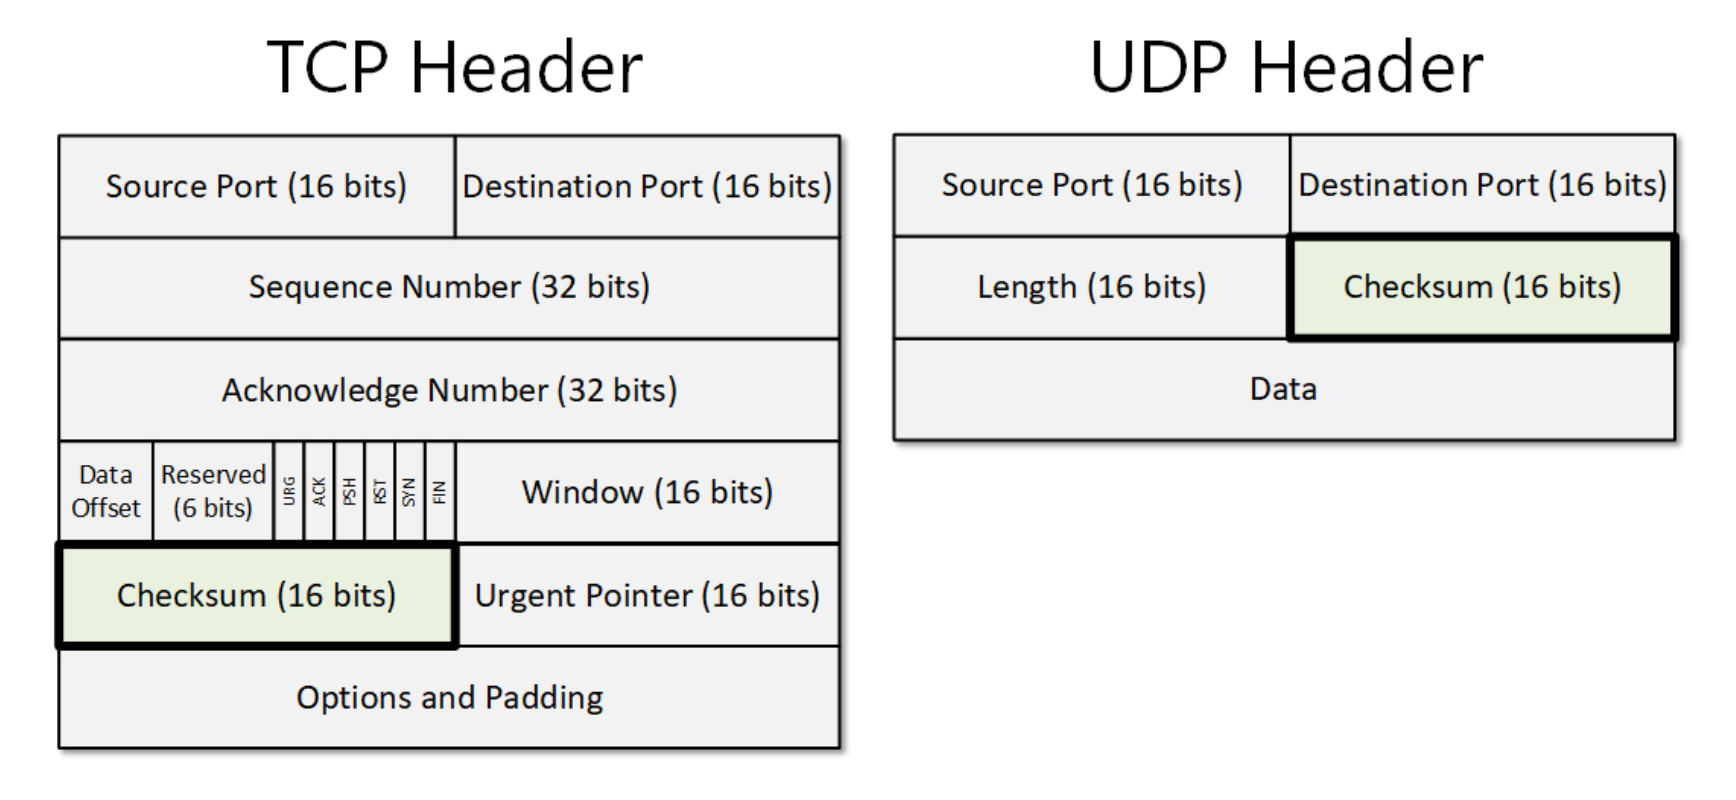 TCP Header
UDP Header
Source Port (16 bits)
Destination Port (16 bits)
Sequence Number (32 bits)
Acknowledge Number (32 bits)
Data
Offset
Reserved
(6 bits)
URG
ACK
PSH
RST
SYN
FIN
Window (16 bits)
Checksum (16 bits)
Urgent Pointer (16 bits)
Options and Padding
Source Port (16 bits)
Destination Port (16 bits)
Length (16 bits)
Checksum (16 bits)
Data